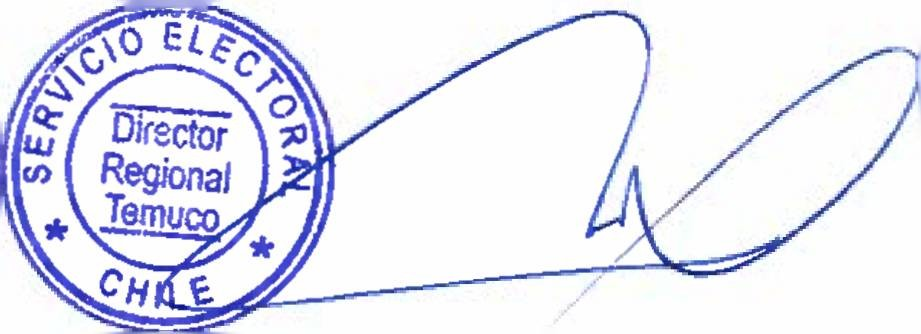 SERVICIO ELECTORAL
Director
Regional
Temuco
* CHILE *